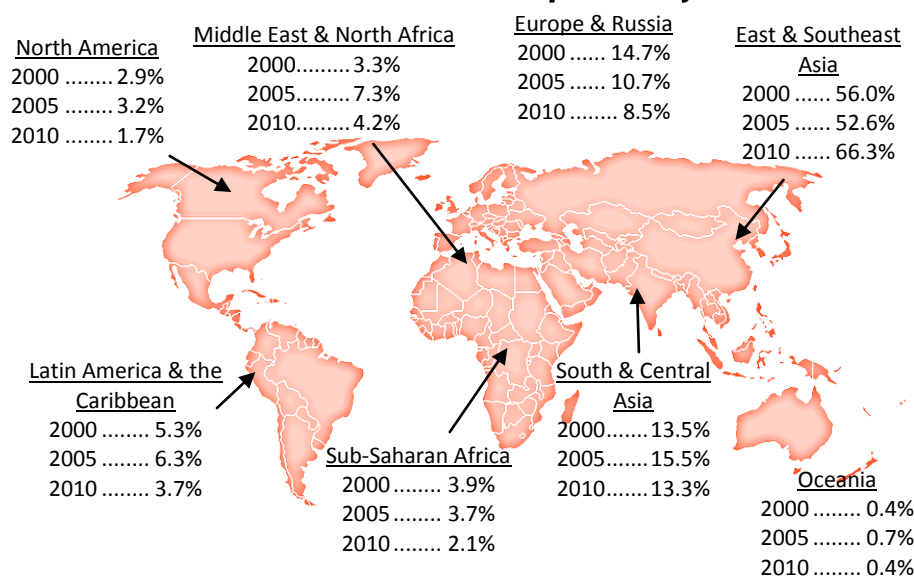 North America
2000 ........ 2.9%
2005 ........ 3.2%
2010 ........ 1.7%
Middle East & North Africa
2000......... 3.3%
2005......... 7.3%
2010......... 4.2%
Europe & Russia
2000 ...... 14.7%
2005 ...... 10.7%
2010 ........ 8.5%
East & Southeast
Asia
2000 ...... 56.0%
2005 ...... 52.6%
2010 ...... 66.3%
Latin America & the
Caribbean
2000 ........ 5.3%
2005 ........ 6.3%
2010 ........ 3.7%
Sub-Saharan Africa
2000 ........ 3.9%
2005 ........ 3.7%
2010 ........ 2.1%
South & Central
Asia
2000....... 13.5%
2005....... 15.5%
2010....... 13.3%
Oceania
2000 ........ 0.4%
2005 ........ 0.7%
2010 ........ 0.4%